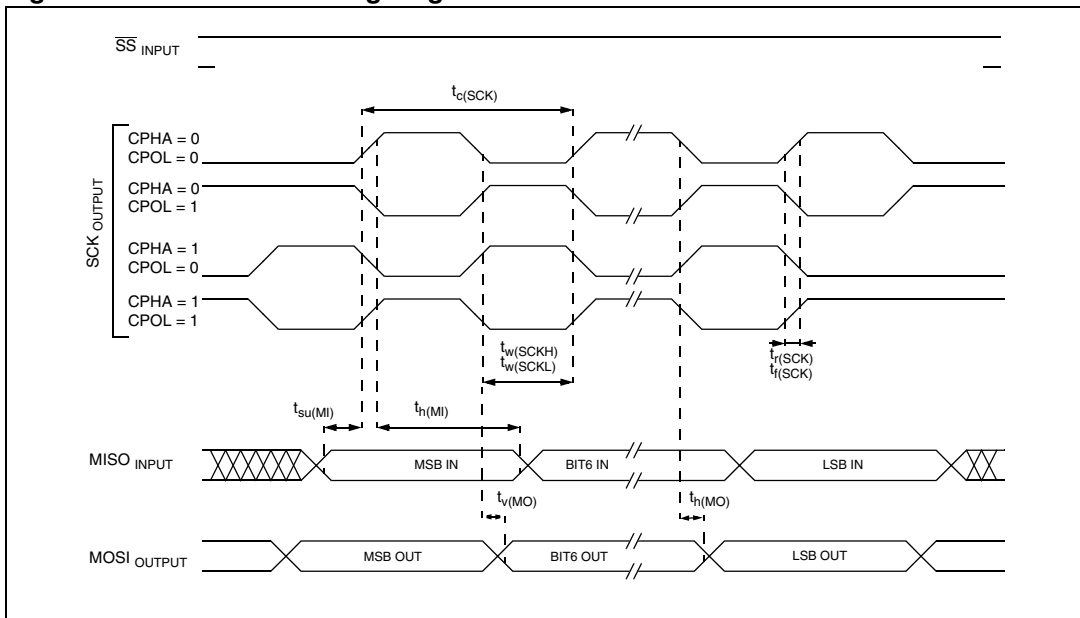 SS INPUT
tc(SCK)
SCK OUTPUT
CPHA = 0
CPOL = 0
CPHA = 0
CPOL = 1
CPHA = 1
CPOL = 0
CPHA = 1
CPOL = 1
tw(SCKH)
tw(SCKL)
tr(SCK)
tf(SCK)
tsu(MI)
th(MI)
MISO INPUT
MSB IN
BIT6 IN
LSB IN
tv(MO)
th(MO)
MOSI OUTPUT
MSB OUT
BIT6 OUT
LSB OUT